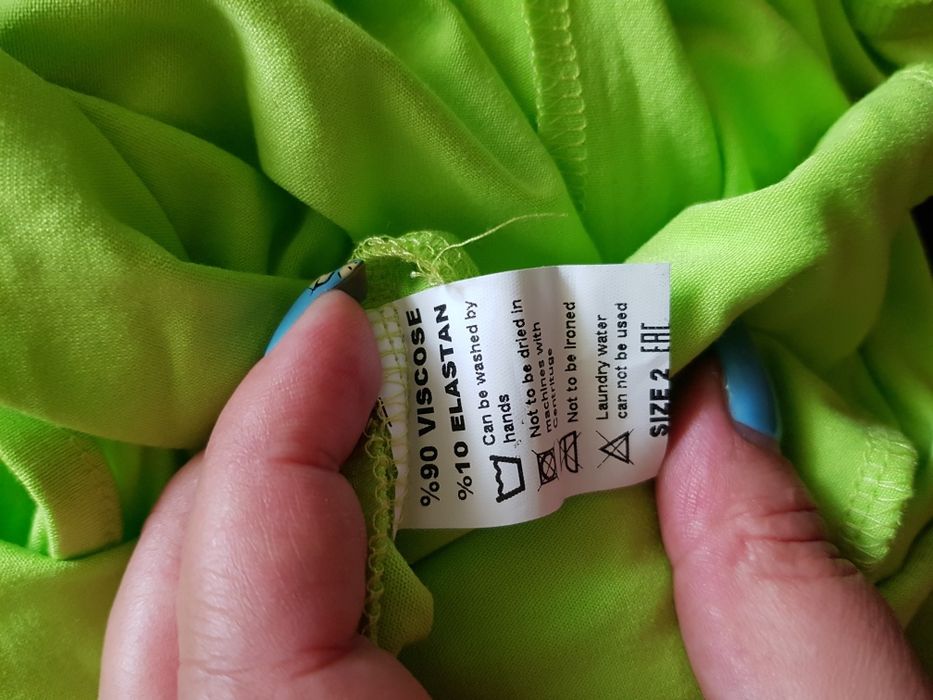 %90 VISCOSE
%10 ELASTAN
Can be washed by
hands
Not to be dried in
machines with
Centrikuge
Not to be Ironed
Laundry water
can not be used
SIZE 2 EAC